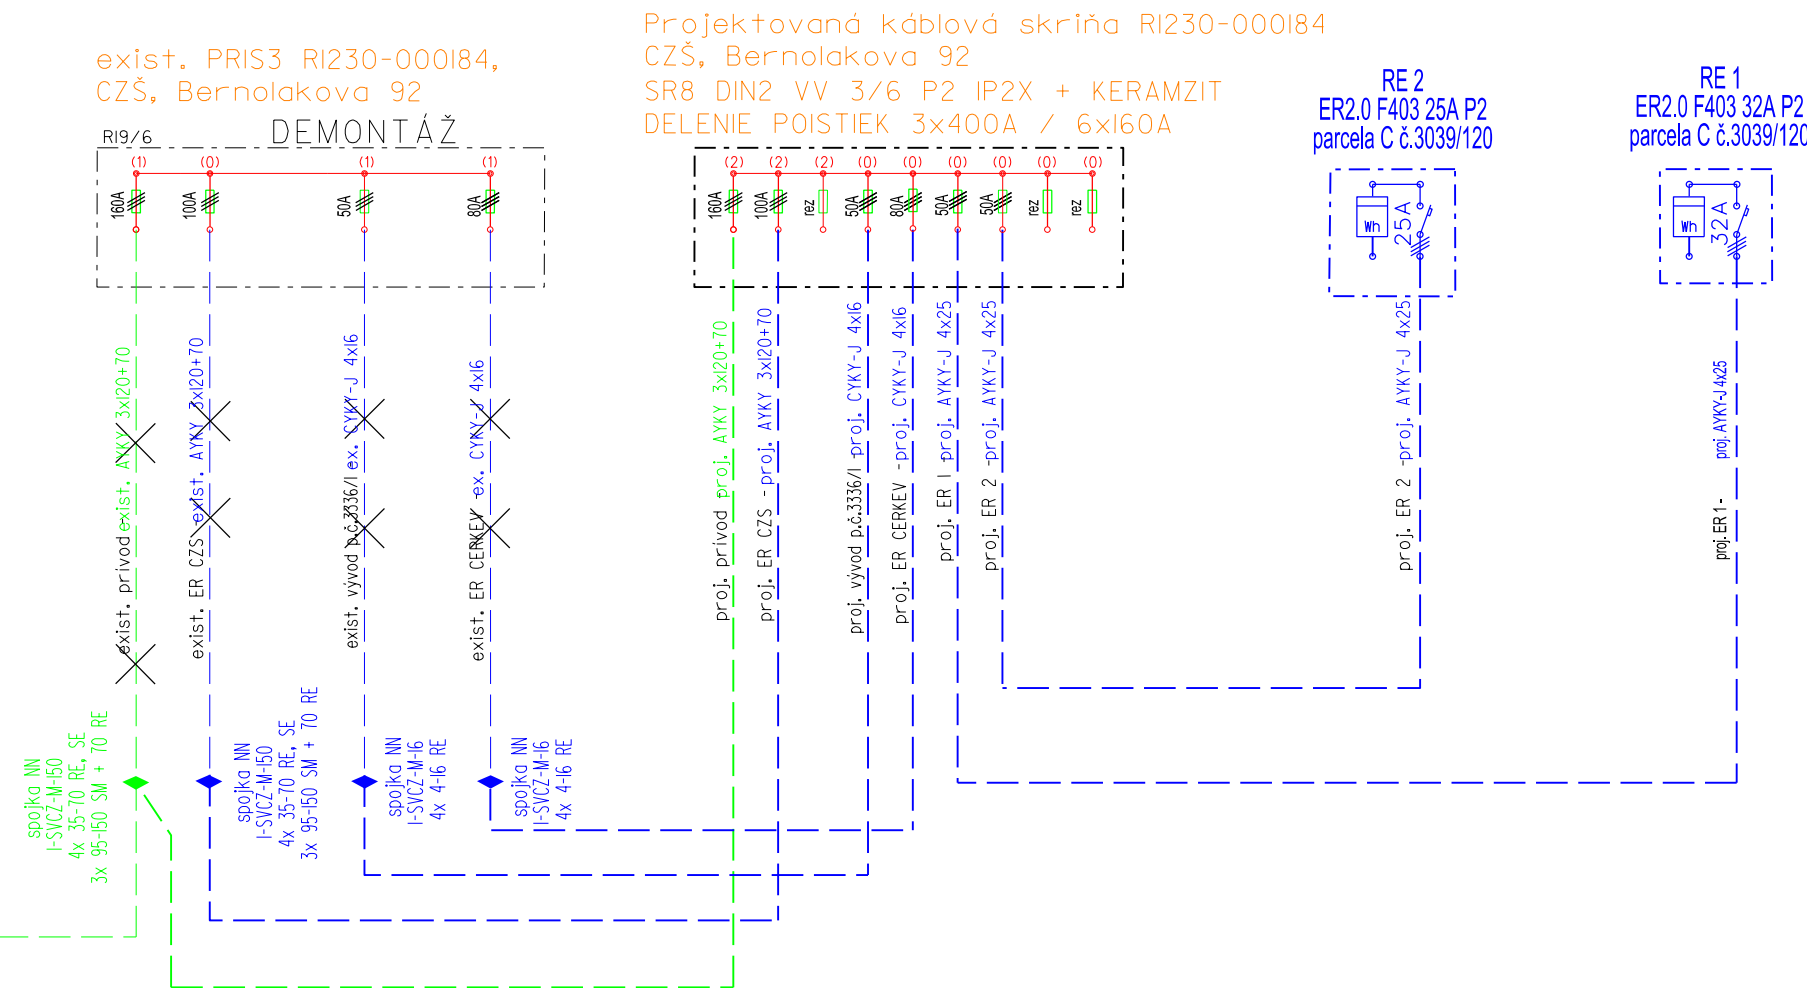 exist. PRIS3 RI230-000184,
CZŠ, Bernolakova 92
RI9/6
DEMONTÁŽ
(1) (0) (1) (1)
160A
100A
50A
80A
Projektovaná káblová skriňa RI230-000184
CZŠ, Bernolakova 92
SR8 DIN2 VV 3/6 P2 IP2X + KERAMZIT
DELENIE POISTIEK 3x400A / 6x160A
(2) (2) (2) (0) (0) (0) (0) (0) (0)
160A
100A
rez
50A
80A
50A
50A
rez
rez
RE 2
ER2.0 F403 25A P2
parcela C č.3039/120
Wh
25A
RE 1
ER2.0 F403 32A P2
parcela C č.3039/120
Wh
32A
exist. prívod -exist. AYKY 3x120+70
exist. ER CZS -exist. AYKY 3x120+70
exist. vývod p.č.3336/1 ex. CYKY-J 4x16
exist. ER CERKEV -ex. CYKY-J 4x16
proj. prívod -proj. AYKY 3x120+70
proj. ER CZS -proj. AYKY 3x120+70
proj. vývod p.č.3336/1 -proj. CYKY-J 4x16
proj. ER CERKEV -proj. CYKY-J 4x16
proj. ER 1 -proj. AYKY-J 4x25
proj. ER 2 -proj. AYKY-J 4x25
proj. ER 2 -proj. AYKY-J 4x25
proj. ER 1 - proj. AYKY-J 4x25
spojka NN
1-SVCZ-M-150
4x 35-70 RE, SE
3x 95-150 SM + 70 RE
spojka NN
1-SVCZ-M-150
4x 35-70 RE, SE
3x 95-150 SM + 70 RE
spojka NN
1-SVCZ-M-16
4x 4-16 RE
spojka NN
1-SVCZ-M-16
4x 4-16 RE